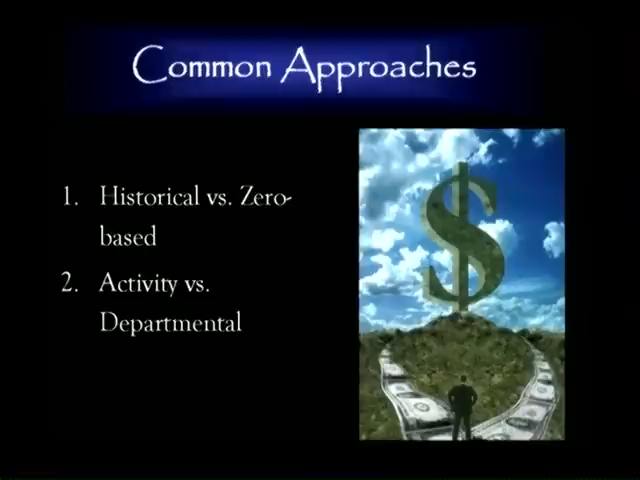 Common Approaches
1. Historical vs. Zero-
based
2. Activity vs.
Departmental
$